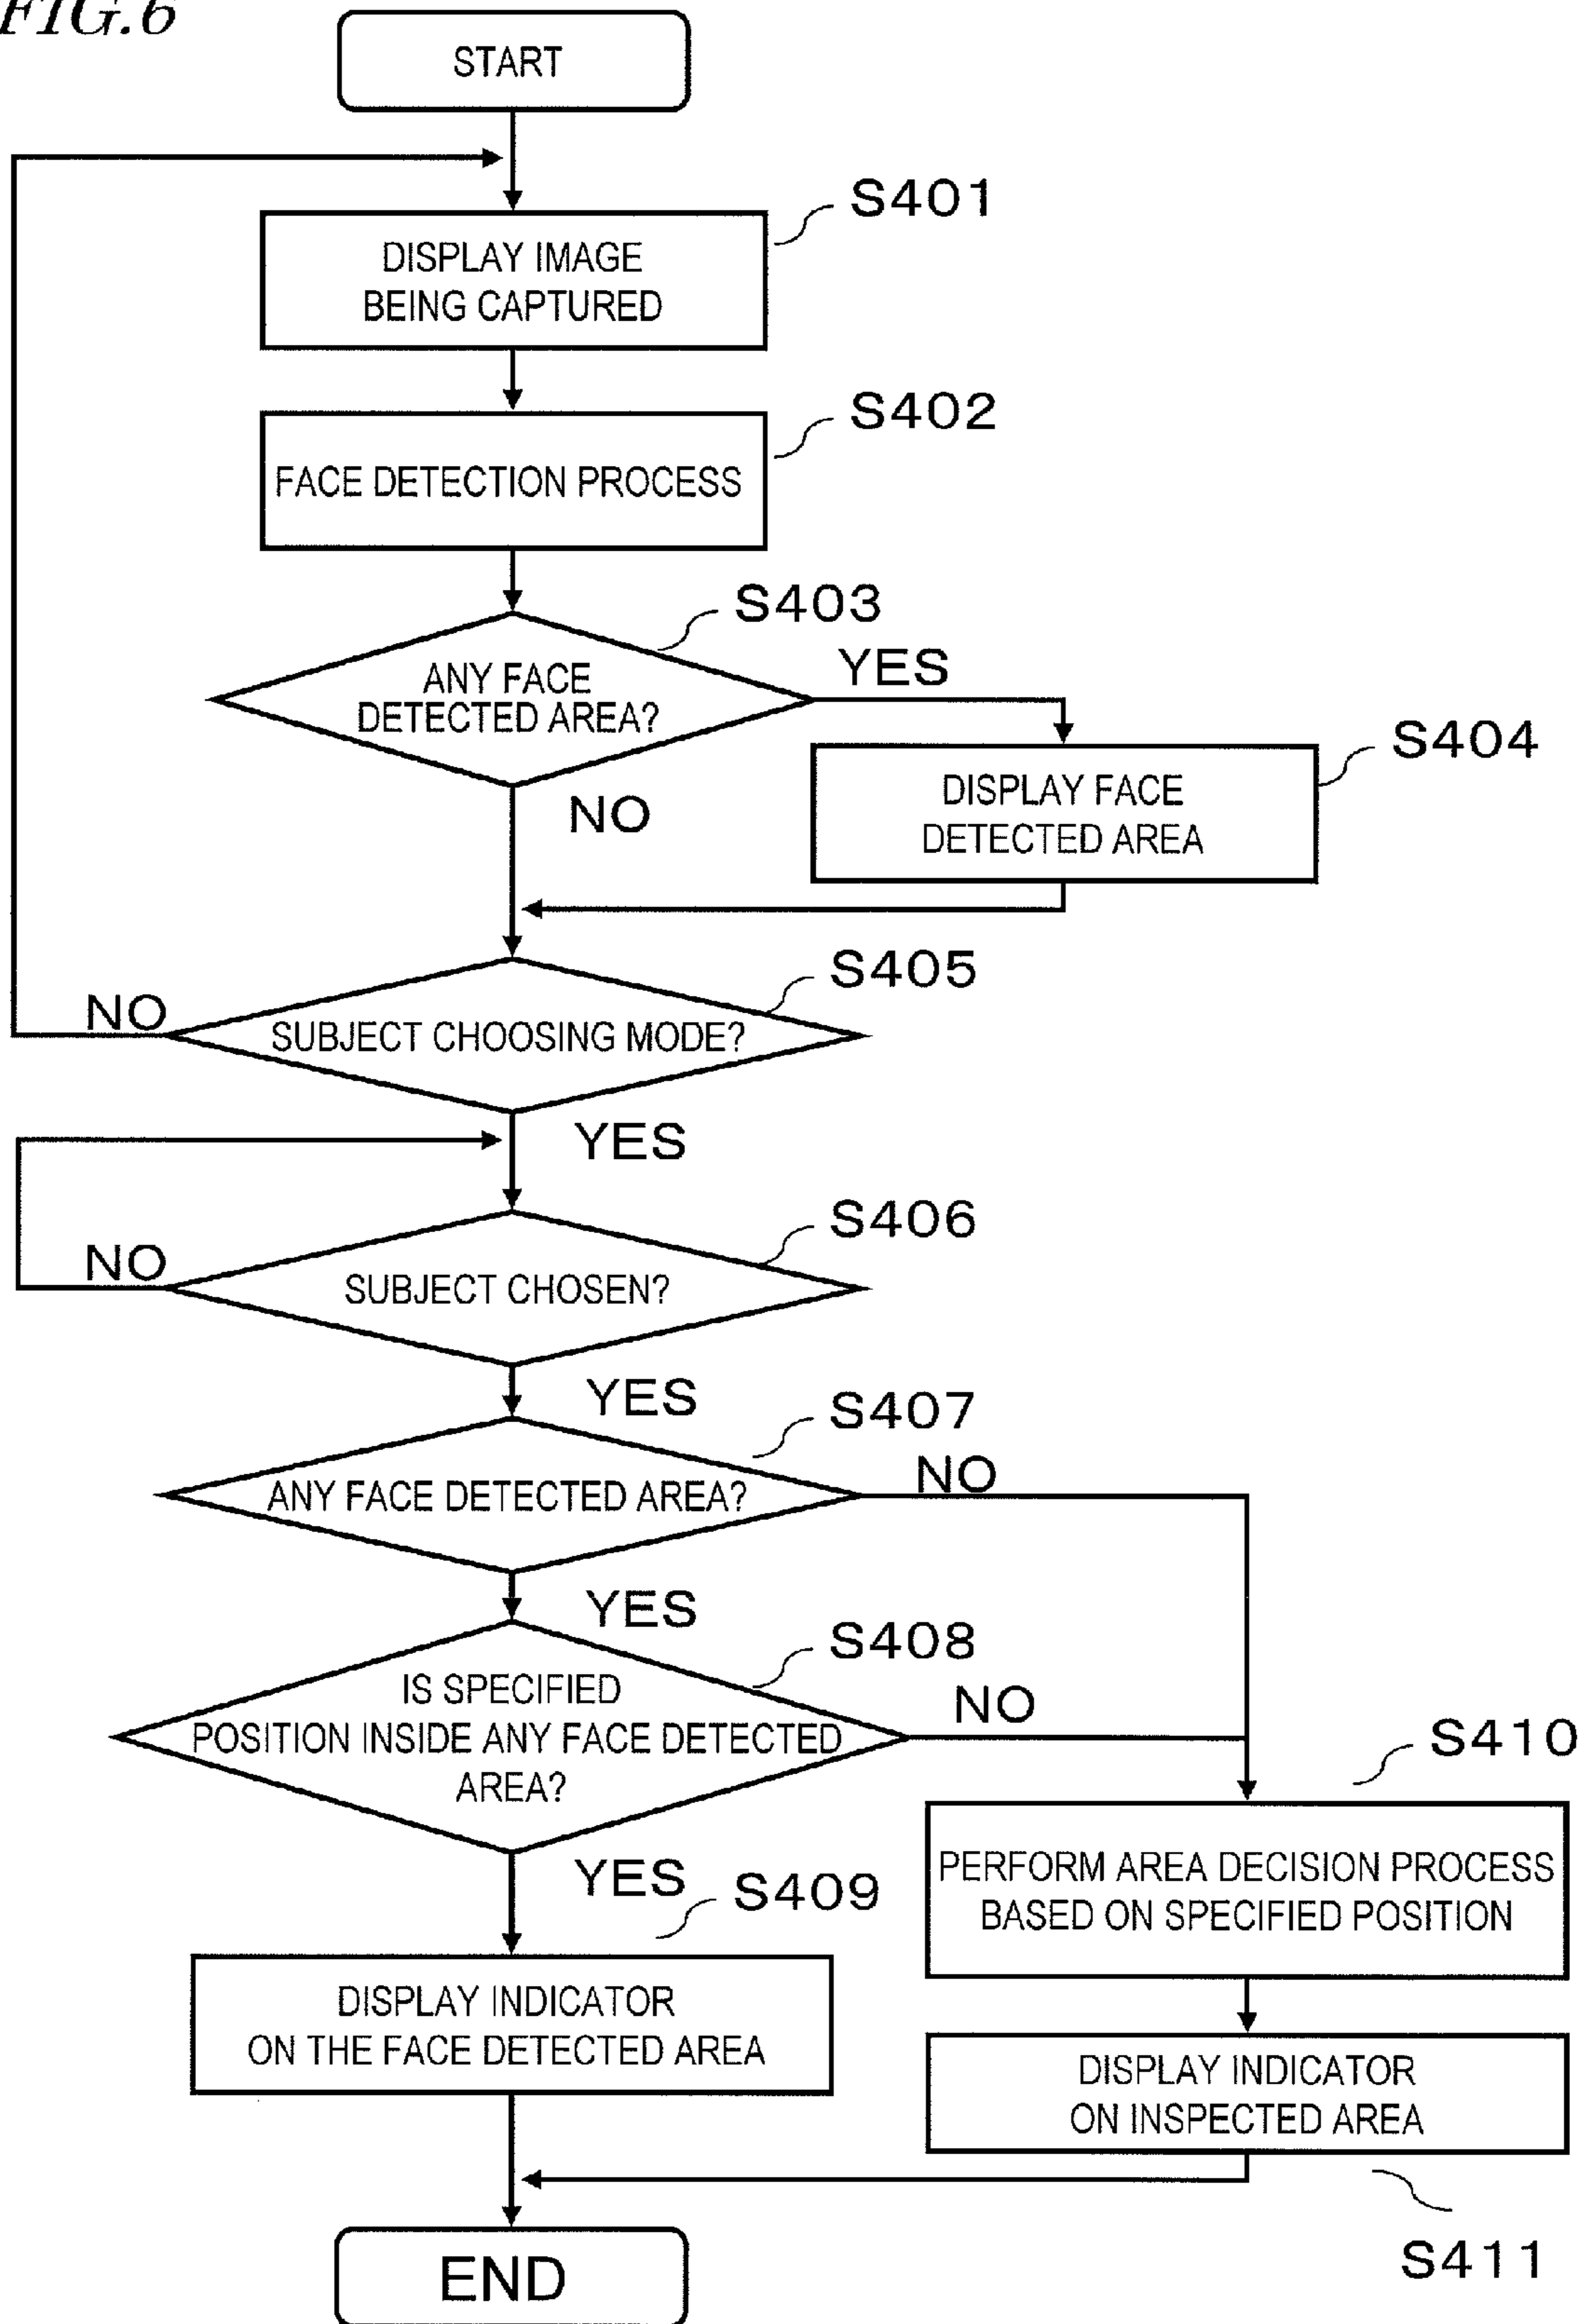 FIG.6
START
S401
DISPLAY IMAGE
BEING CAPTURED
S402
FACE DETECTION PROCESS
S403
ANY FACE
DETECTED AREA?
YES
NO
S404
DISPLAY FACE
DETECTED AREA
S405
NO
SUBJECT CHOOSING MODE?
YES
S406
NO
SUBJECT CHOSEN?
YES
S407
ANY FACE DETECTED AREA?
NO
YES
S408
IS SPECIFIED
POSITION INSIDE ANY FACE DETECTED
AREA?
NO
YES
S410
PERFORM AREA DECISION PROCESS
BASED ON SPECIFIED POSITION
S409
DISPLAY INDICATOR
ON THE FACE DETECTED AREA
DISPLAY INDICATOR
ON INSPECTED AREA
S411
END